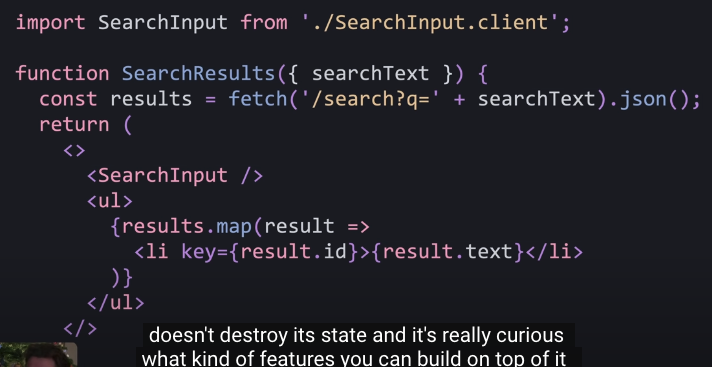 import SearchInput from './SearchInput.client';
function SearchResults({ searchText }) {
const results = fetch('/search?q=' + searchText).json();
return (
<>
<SearchInput />
<ul>
{results.map(result =>
<li key={result.id}>{result.text}</li>
)}
</ul>
</>
doesn't destroy its state and it's really curious
what kind of features you can build on top of it